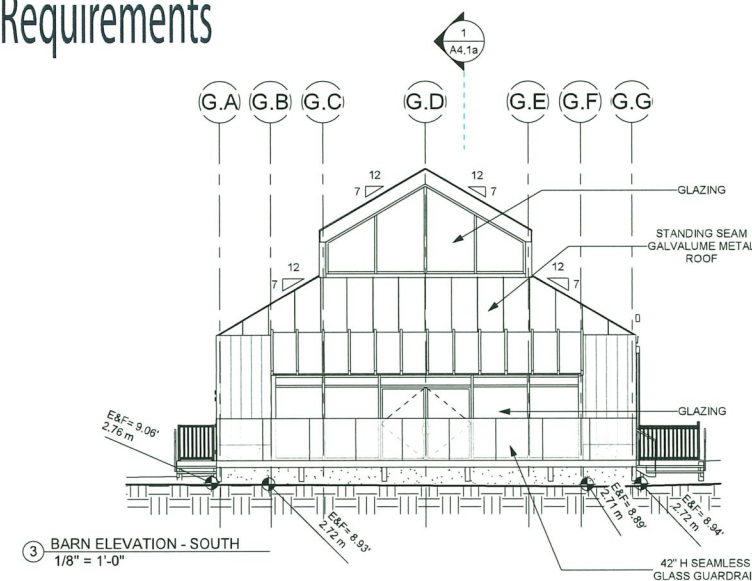 Requirements
1
A4.1a
G.A G.B G.C G.D G.E G.F G.G
12
7
12
7
GLAZING
STANDING SEAM
GALVALUME METAL
ROOF
12
7
12
7
GLAZING
E&F= 9.06'
2.76 m
E&F= 8.93'
2.72 m
E&F= 8.89'
2.71 m
E&F= 8.94'
2.72 m
3 BARN ELEVATION - SOUTH
1/8" = 1'-0"
42" H SEAMLESS
GLASS GUARDRAI